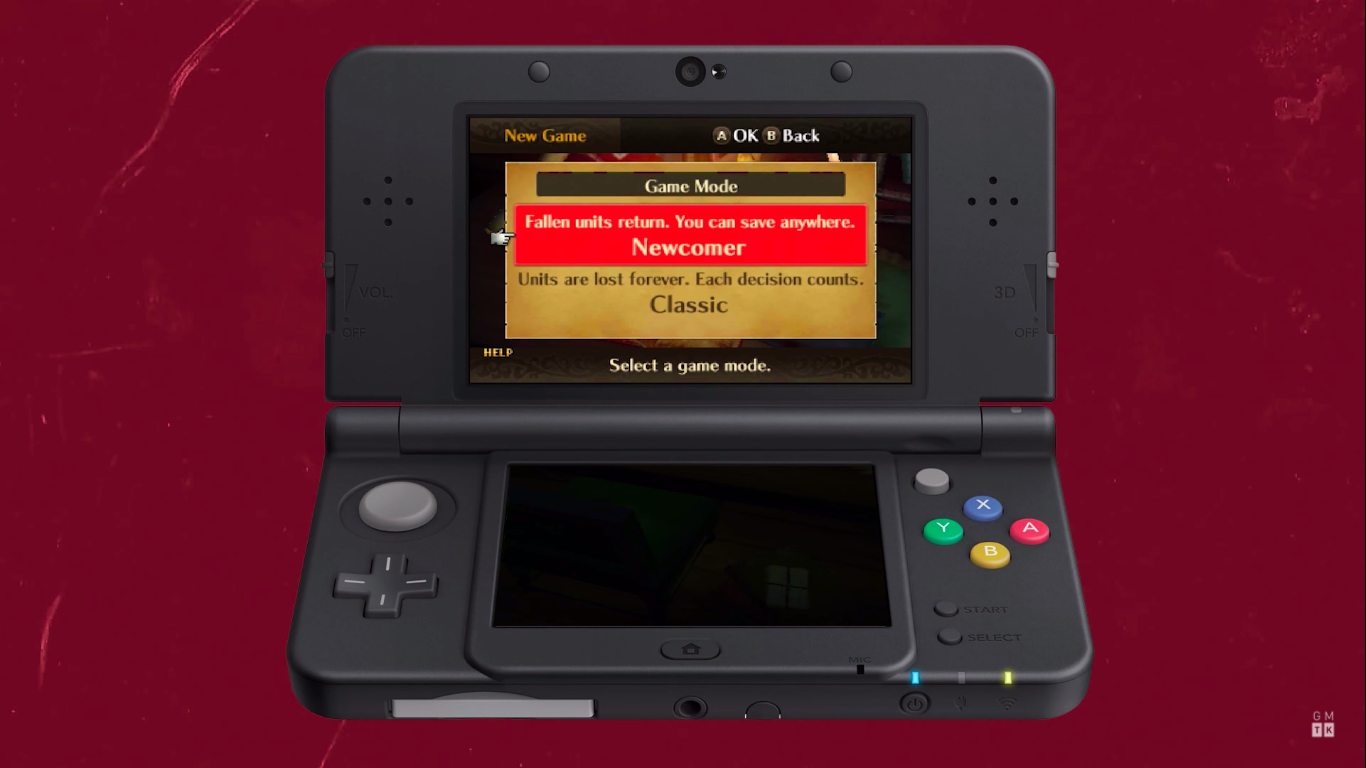 New Game
A OK B Back
Game Mode
Fallen units return. You can save anywhere.
Newcomer
Units are lost forever. Each decision counts.
Classic
HELP
Select a game mode.
VOL
OFF
3D
OFF
X
Y
A
B
START
SELECT
MIC
GM
TK